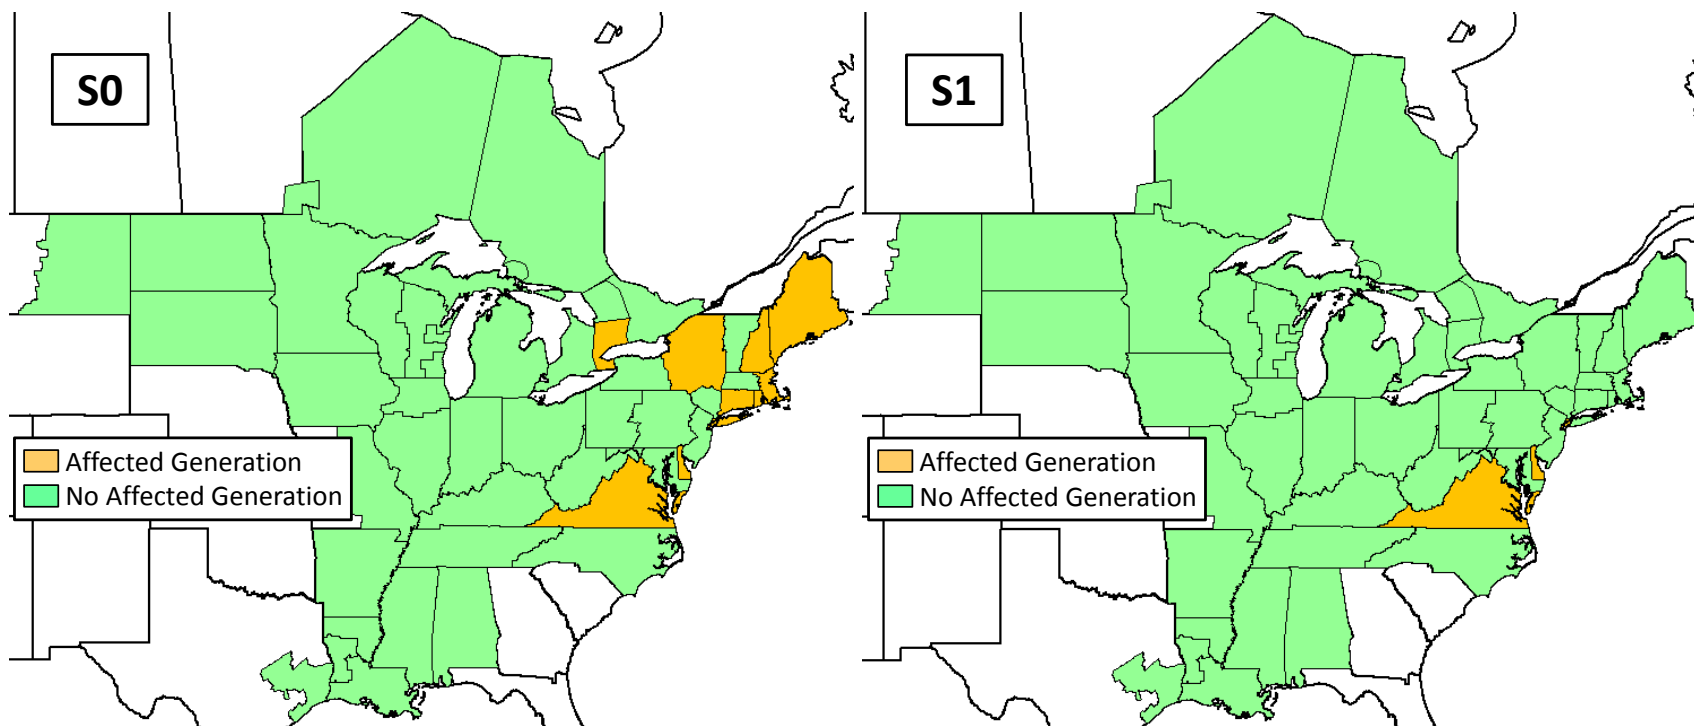 S0
Affected Generation
No Affected Generation
S1
Affected Generation
No Affected Generation